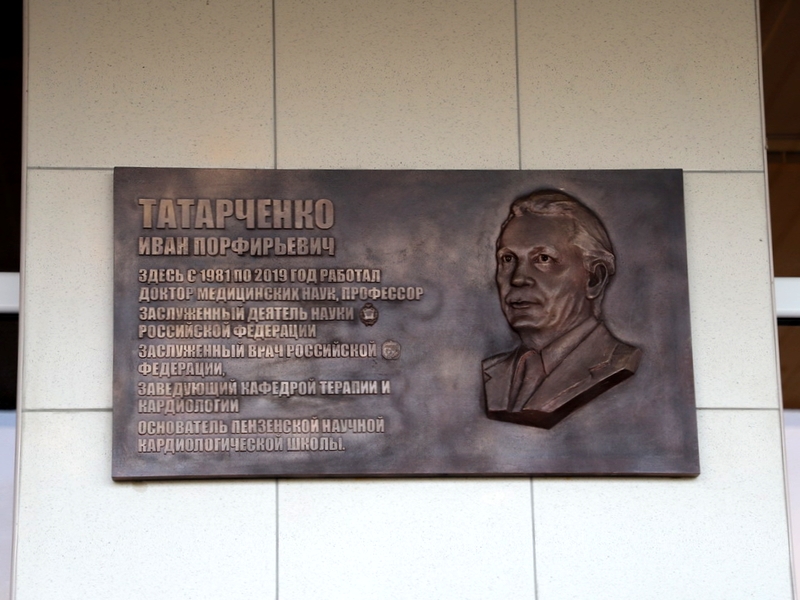 ТАТАРЧЕНКО
ИВАН ПОРФИРЬЕВИЧ
ЗДЕСЬ С 1981 ПО 2019 ГОД РАБОТАЛ
ДОКТОР МЕДИЦИНСКИХ НАУК, ПРОФЕССОР
ЗАСЛУЖЕННЫЙ ДЕЯТЕЛЬ НАУКИ
РОССИЙСКОЙ ФЕДЕРАЦИИ
ЗАСЛУЖЕННЫЙ ВРАЧ РОССИЙСКОЙ
ФЕДЕРАЦИИ,
ЗАВЕДУЮЩИЙ КАФЕДРОЙ ТЕРАПИИ И
КАРДИОЛОГИИ
ОСНОВАТЕЛЬ ПЕНЗЕНСКОЙ НАУЧНОЙ
КАРДИОЛОГИЧЕСКОЙ ШКОЛЫ.